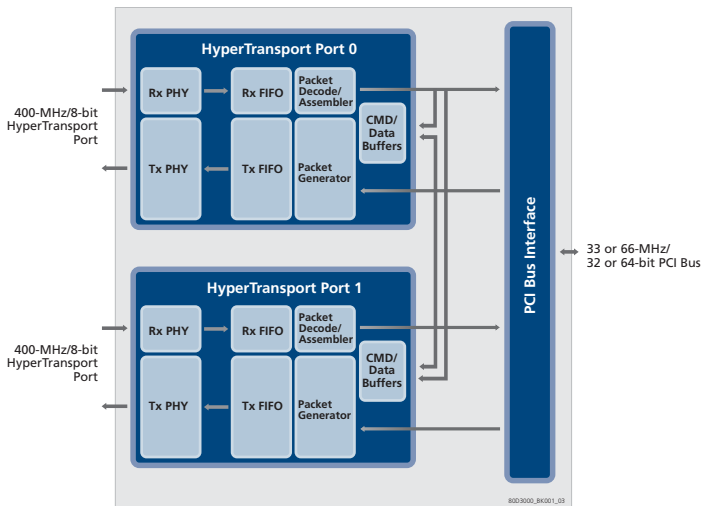 HyperTransport Port 0
Rx PHY
Rx FIFO
Packet
Decode/
Assembler
CMD/
Data
Buffers
Tx PHY
Tx FIFO
Packet
Generator
400-MHz/8-bit
HyperTransport
Port
PCI Bus Interface
33 or 66-MHz/
32 or 64-bit PCI Bus
HyperTransport Port 1
Rx PHY
Rx FIFO
Packet
Decode/
Assembler
CMD/
Data
Buffers
Tx PHY
Tx FIFO
Packet
Generator
400-MHz/8-bit
HyperTransport
Port
80D3000_BK001_03